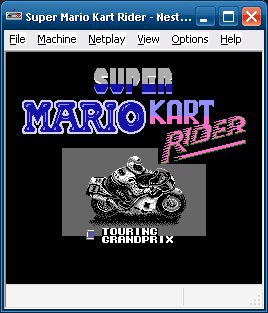 Super Mario Kart Rider - Nest...
File Machine Netplay View Options Help
SUPER
MARIO KART
RIDER
TOURING
GRANDPRIX